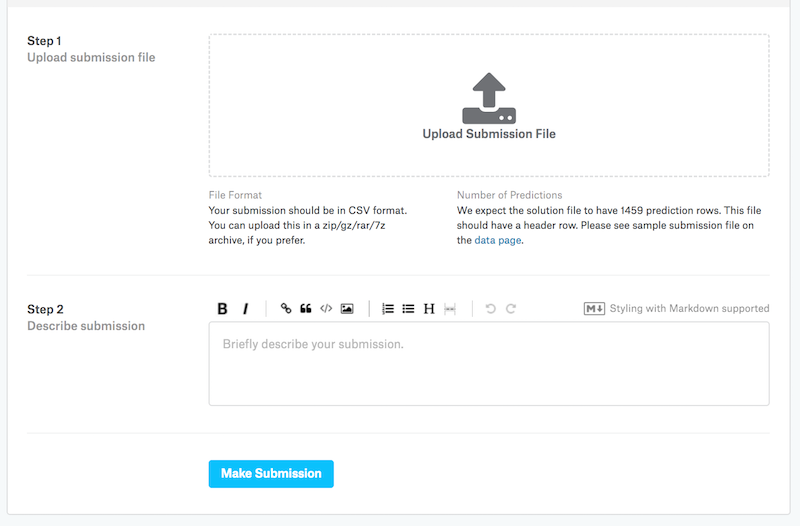 Step 1
Upload submission file
Upload Submission File
File Format
Your submission should be in CSV format.
You can upload this in a zip/gz/rar/7z
archive, if you prefer.
Number of Predictions
We expect the solution file to have 1459 prediction rows. This file
should have a header row. Please see sample submission file on
the data page.
Step 2
Describe submission
B I H
M Styling with Markdown supported
Briefly describe your submission.
Make Submission